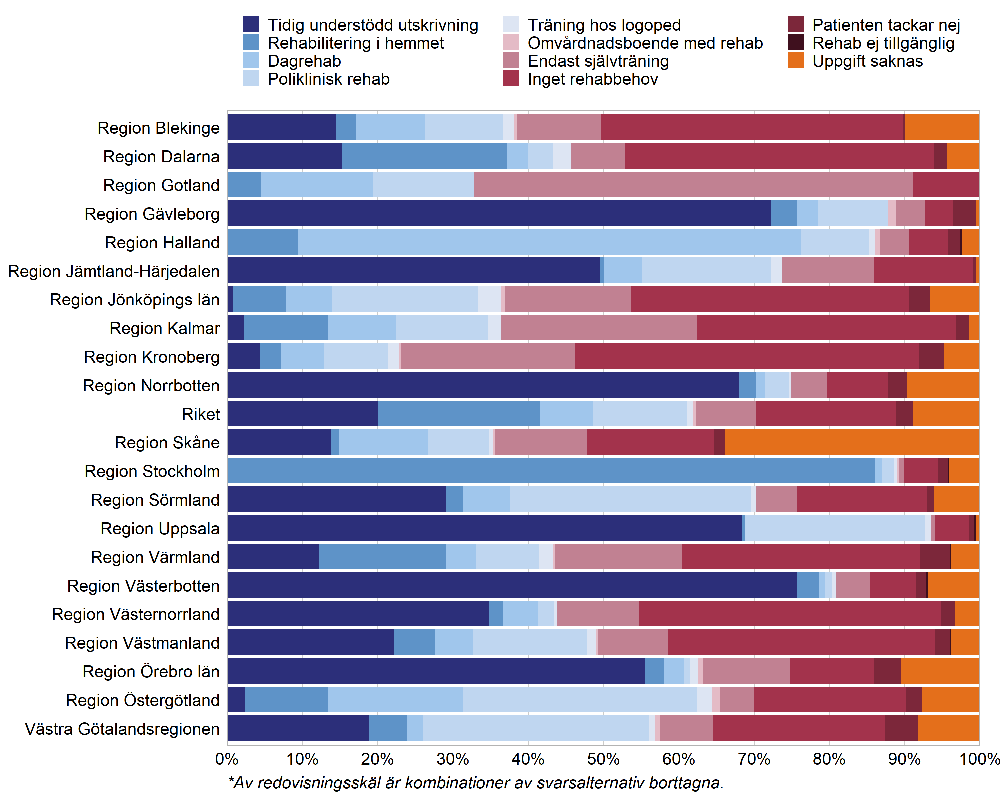 Tidig understödd utskrivning
Rehabilitering i hemmet
Dagrehab
Poliklinisk rehab
Träning hos logoped
Omvårdnadsboende med rehab
Endast självträning
Inget rehabbehov
Patienten tackar nej
Rehab ej tillgänglig
Uppgift saknas
Region Blekinge
Region Dalarna
Region Gotland
Region Gävleborg
Region Halland
Region Jämtland-Härjedalen
Region Jönköpings län
Region Kalmar
Region Kronoberg
Region Norrbotten
Riket
Region Skåne
Region Stockholm
Region Sörmland
Region Uppsala
Region Värmland
Region Västerbotten
Region Västernorrland
Region Västmanland
Region Örebro län
Region Östergötland
Västra Götalandsregionen
0% 10% 20% 30% 40% 50% 60% 70% 80% 90% 100%
*Av redovisningsskäl är kombinationer av svarsalternativ borttagna.